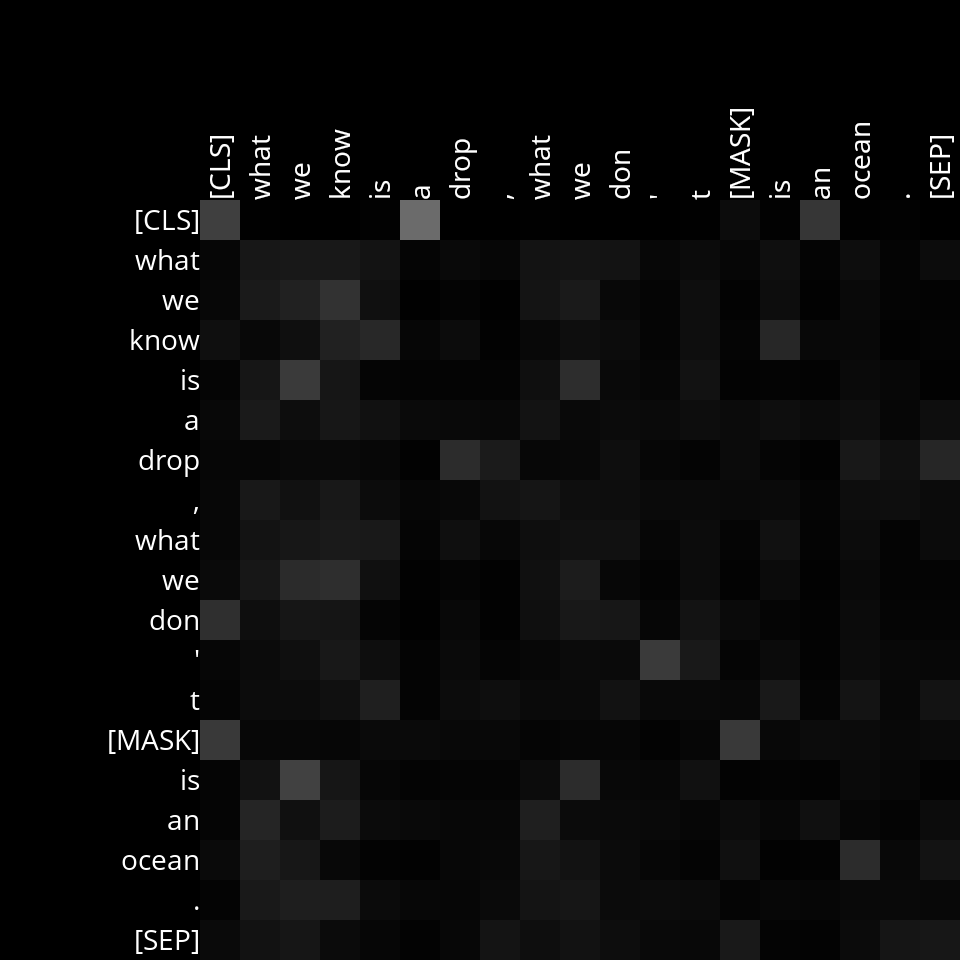 [CLS] what we know is a drop , what we don ' t [MASK] is an ocean . [SEP]
[CLS]
what
we
know
is
a
drop
,
what
we
don
'
t
[MASK]
is
an
ocean
.
[SEP]